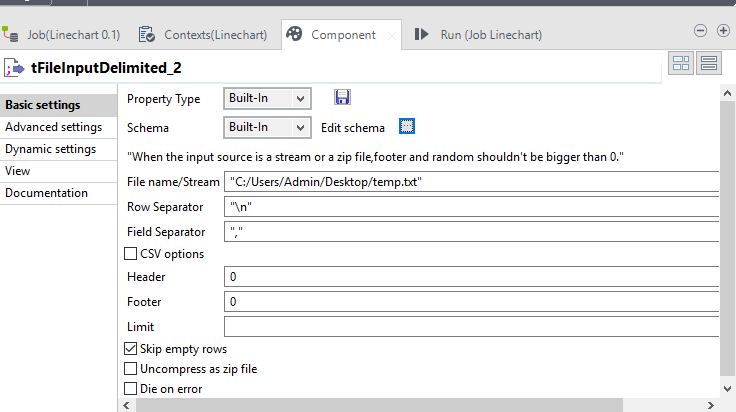 Job(Linechart 0.1) Contexts(Linechart) Component Run (Job Linechart)
tFileInputDelimited_2
Basic settings
Advanced settings
Dynamic settings
View
Documentation
Property Type Built-In
Schema Built-In Edit schema
"When the input source is a stream or a zip file,footer and random shouldn't be bigger than 0."
File name/Stream "C:/Users/Admin/Desktop/temp.txt"
Row Separator "\n"
Field Separator ","
CSV options
Header 0
Footer 0
Limit
Skip empty rows
Uncompress as zip file
Die on error